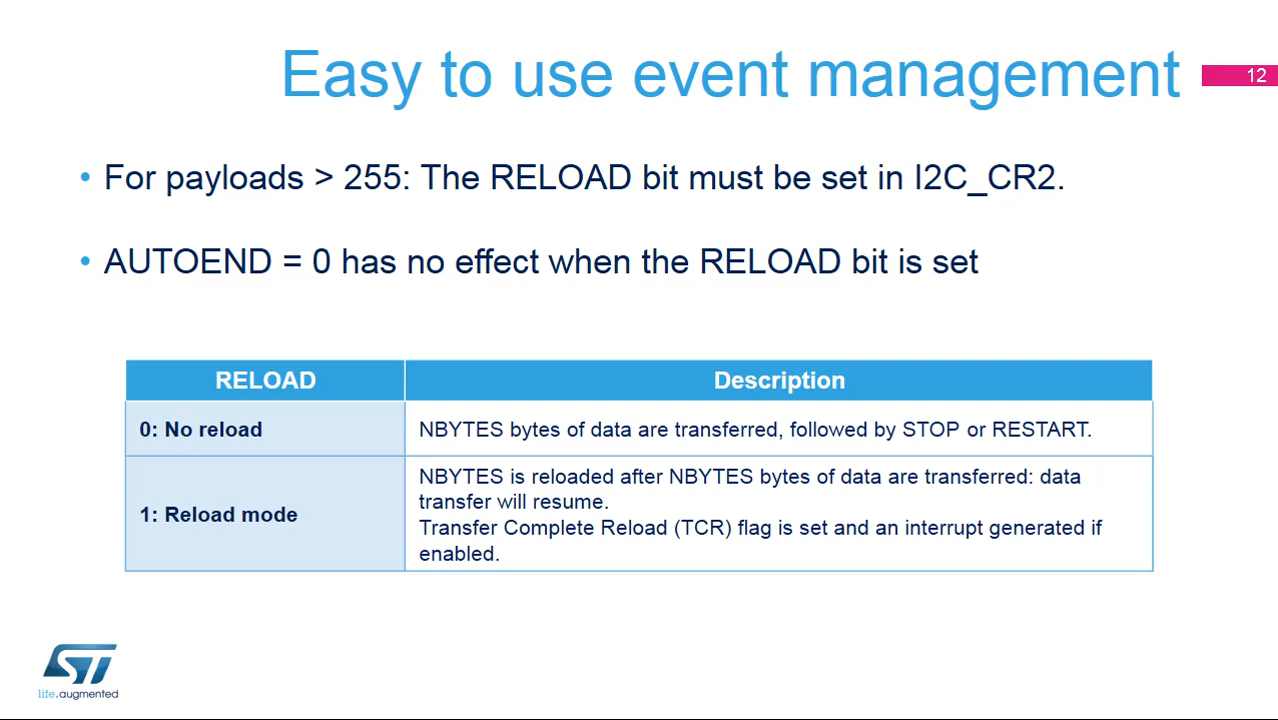 Easy to use event management
12
• For payloads > 255: The RELOAD bit must be set in I2C_CR2.
• AUTOEND = 0 has no effect when the RELOAD bit is set
RELOAD
Description
0: No reload
NBYTES bytes of data are transferred, followed by STOP or RESTART.
1: Reload mode
NBYTES is reloaded after NBYTES bytes of data are transferred: data
transfer will resume.
Transfer Complete Reload (TCR) flag is set and an interrupt generated if
enabled.
ST
life.augmented